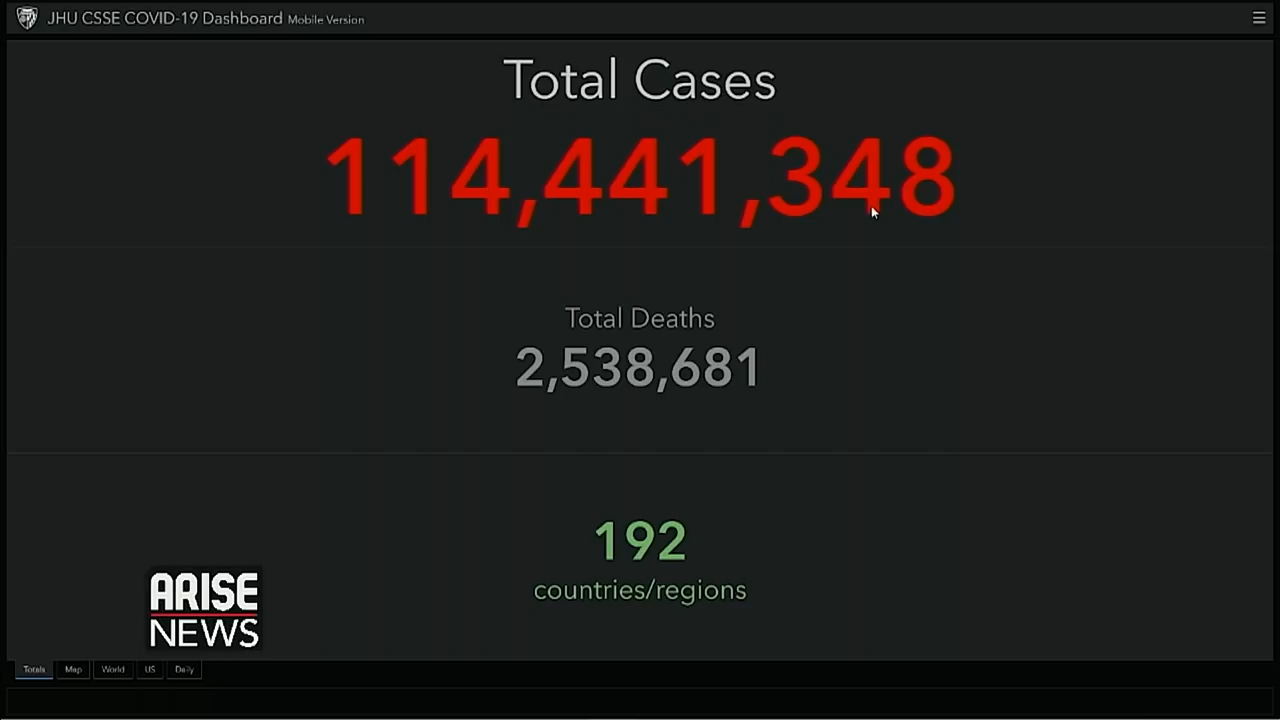 JHU CSSE COVID-19 Dashboard Mobile Version
Total Cases
114,441,348
Total Deaths
2,538,681
192
countries/regions
ARISE
NEWS
Totals Map World US Daily